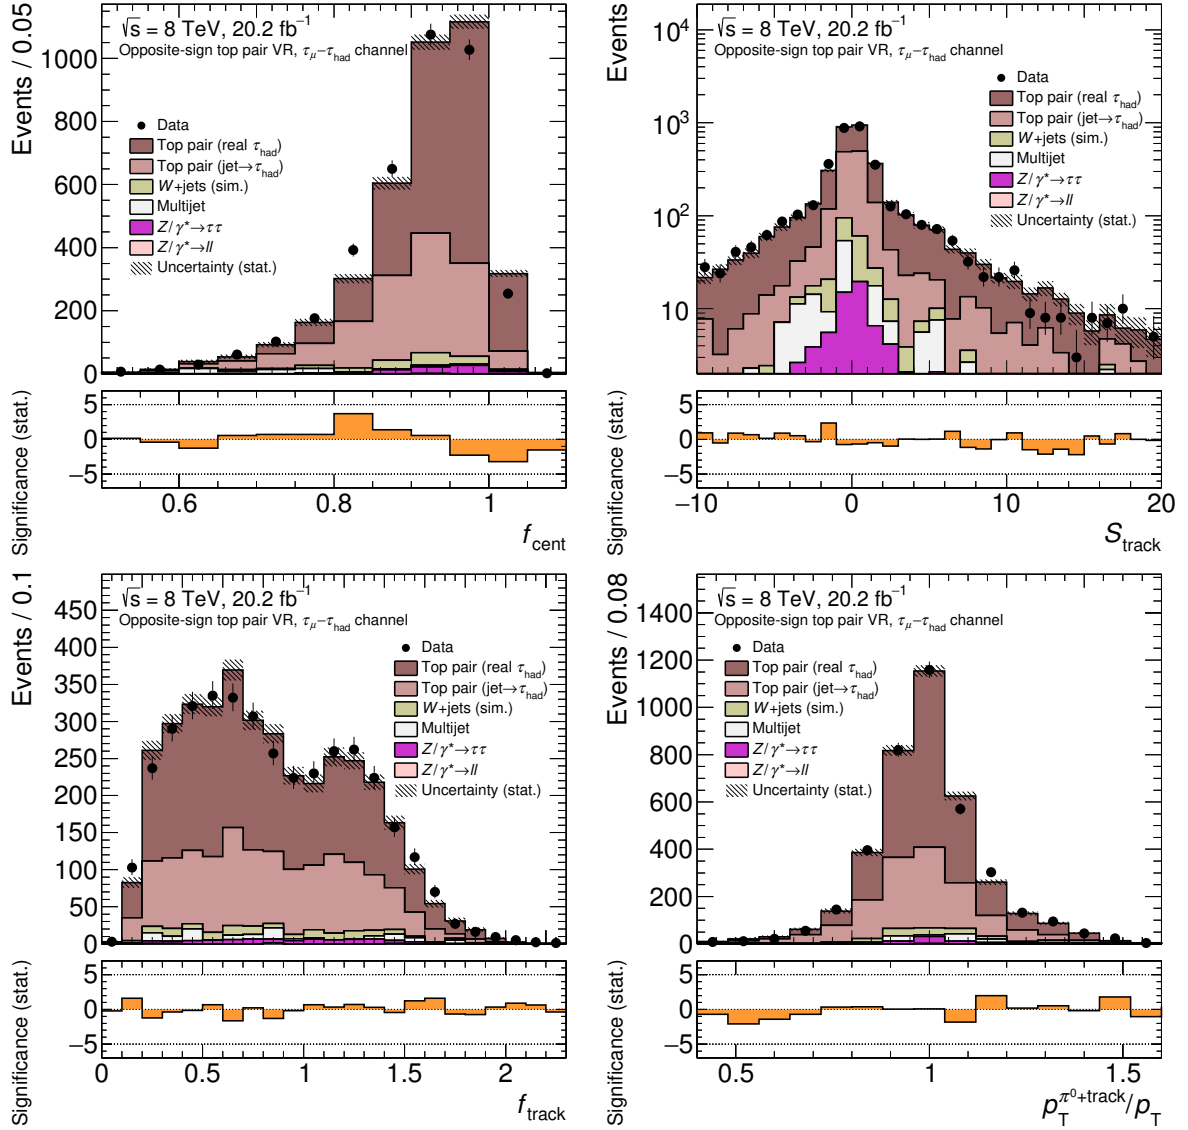 Events / 0.05
√s = 8 TeV, 20.2 fb⁻¹
Opposite-sign top pair VR, τμ−τhad channel
Data
Top pair (real τhad)
Top pair (jet→τhad)
W+jets (sim.)
Multijet
Z/γ*→ττ
Z/γ*→ll
Uncertainty (stat.)
1000
800
600
400
200
0
Significance (stat.)
5
0
−5
0.6
0.8
1
fcent
Events
√s = 8 TeV, 20.2 fb⁻¹
Opposite-sign top pair VR, τμ−τhad channel
Data
Top pair (real τhad)
Top pair (jet→τhad)
W+jets (sim.)
Multijet
Z/γ*→ττ
Z/γ*→ll
Uncertainty (stat.)
10⁴
10³
10²
10
Significance (stat.)
5
0
−5
−10
0
10
20
Strack
Events / 0.1
√s = 8 TeV, 20.2 fb⁻¹
Opposite-sign top pair VR, τμ−τhad channel
Data
Top pair (real τhad)
Top pair (jet→τhad)
W+jets (sim.)
Multijet
Z/γ*→ττ
Z/γ*→ll
Uncertainty (stat.)
450
400
350
300
250
200
150
100
50
0
Significance (stat.)
5
0
−5
0
0.5
1
1.5
2
ftrack
Events / 0.08
√s = 8 TeV, 20.2 fb⁻¹
Opposite-sign top pair VR, τμ−τhad channel
Data
Top pair (real τhad)
Top pair (jet→τhad)
W+jets (sim.)
Multijet
Z/γ*→ττ
Z/γ*→ll
Uncertainty (stat.)
1400
1200
1000
800
600
400
200
0
Significance (stat.)
5
0
−5
0.5
1
1.5
pT^π⁰+track/pT